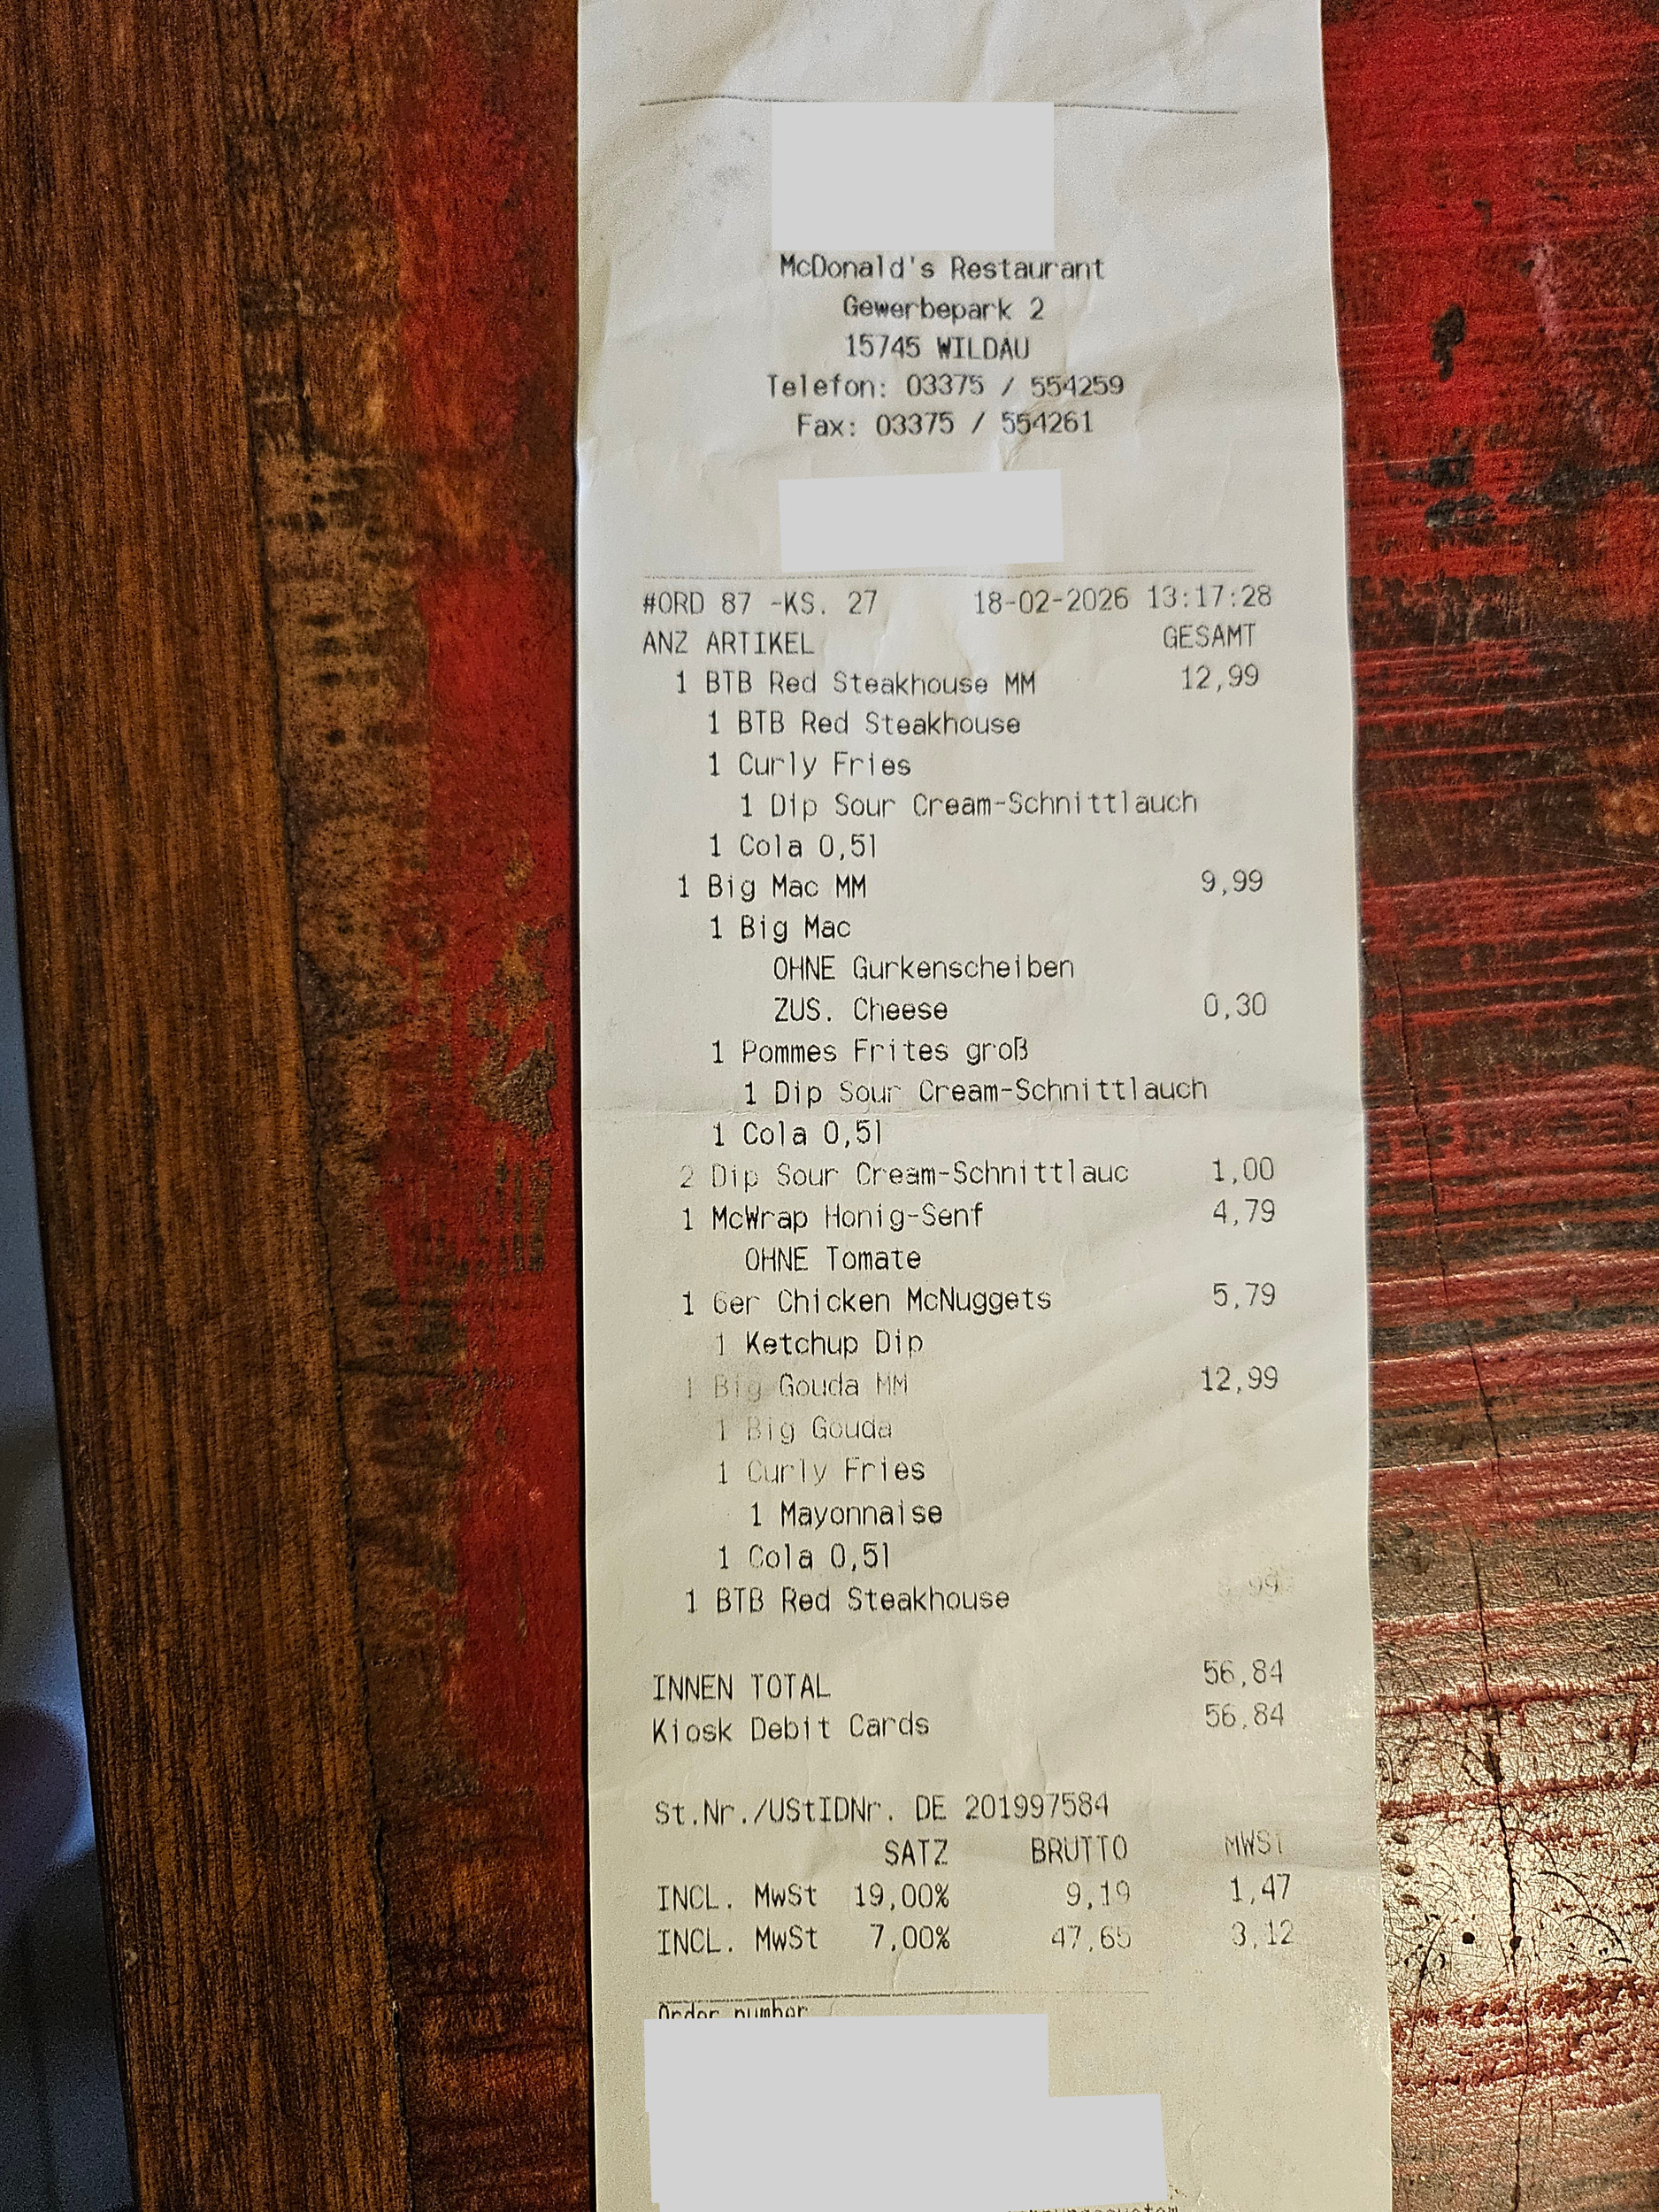 McDonald's Restaurant
Gewerbepark 2
15745 WILDAU
Telefon: 03375 / 554259
Fax: 03375 / 554261
#ORD 87 -KS. 27 18-02-2026 13:17:28
ANZ ARTIKEL GESAMT
1 BTB Red Steakhouse MM 12,99
1 BTB Red Steakhouse
1 Curly Fries
1 Dip Sour Cream-Schnittlauch
1 Cola 0,5l
1 Big Mac MM 9,99
1 Big Mac
OHNE Gurkenscheiben
ZUS. Cheese 0,30
1 Pommes Frites groß
1 Dip Sour Cream-Schnittlauch
1 Cola 0,5l
2 Dip Sour Cream-Schnittlauc 1,00
1 McWrap Honig-Senf 4,79
OHNE Tomate
1 6er Chicken McNuggets 5,79
1 Ketchup Dip
1 Big Gouda MM 12,99
1 Big Gouda
1 Curly Fries
1 Mayonnaise
1 Cola 0,5l
1 BTB Red Steakhouse 8,99
INNEN TOTAL 56,84
Kiosk Debit Cards 56,84
St.Nr./UStIDNr. DE 201997584
SATZ BRUTTO MWST
INCL. MwSt 19,00% 9,19 1,47
INCL. MwSt 7,00% 47,65 3,12
Order number